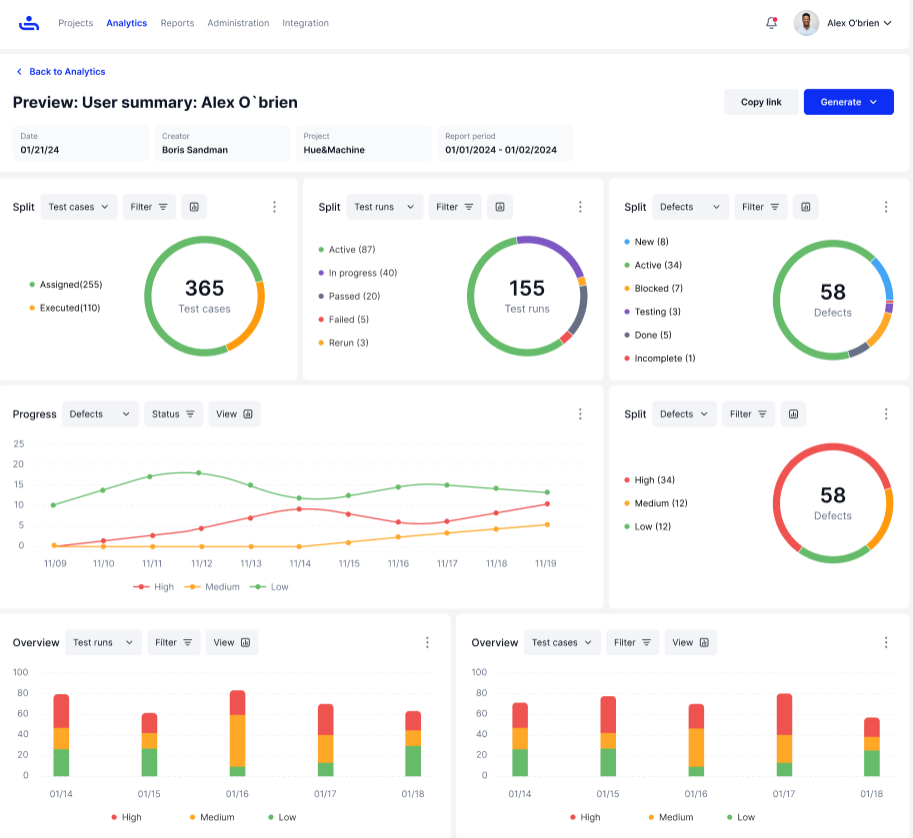 Projects Analytics Reports Administration Integration Alex O'brien
Back to Analytics
Preview: User summary: Alex O`brien
Copy link Generate
Date Creator Project Report period
01/21/24 Boris Sandman Hue&Machine 01/01/2024 - 01/02/2024
Split Test cases Filter
Assigned(255)
Executed(110)
365
Test cases
Split Test runs Filter
Active (87)
In progress (40)
Passed (20)
Failed (5)
Rerun (3)
155
Test runs
Split Defects Filter
New (8)
Active (34)
Blocked (7)
Testing (3)
Done (5)
Incomplete (1)
58
Defects
Progress Defects Status View
25
20
15
10
5
0
11/09 11/10 11/11 11/12 11/13 11/14 11/15 11/16 11/17 11/18 11/19
High Medium Low
Split Defects Filter
High (34)
Medium (12)
Low (12)
58
Defects
Overview Test runs Filter View
100
80
60
40
20
0
01/14 01/15 01/16 01/17 01/18
High Medium Low
Overview Test cases Filter View
100
80
60
40
20
0
01/14 01/15 01/16 01/17 01/18
High Medium Low